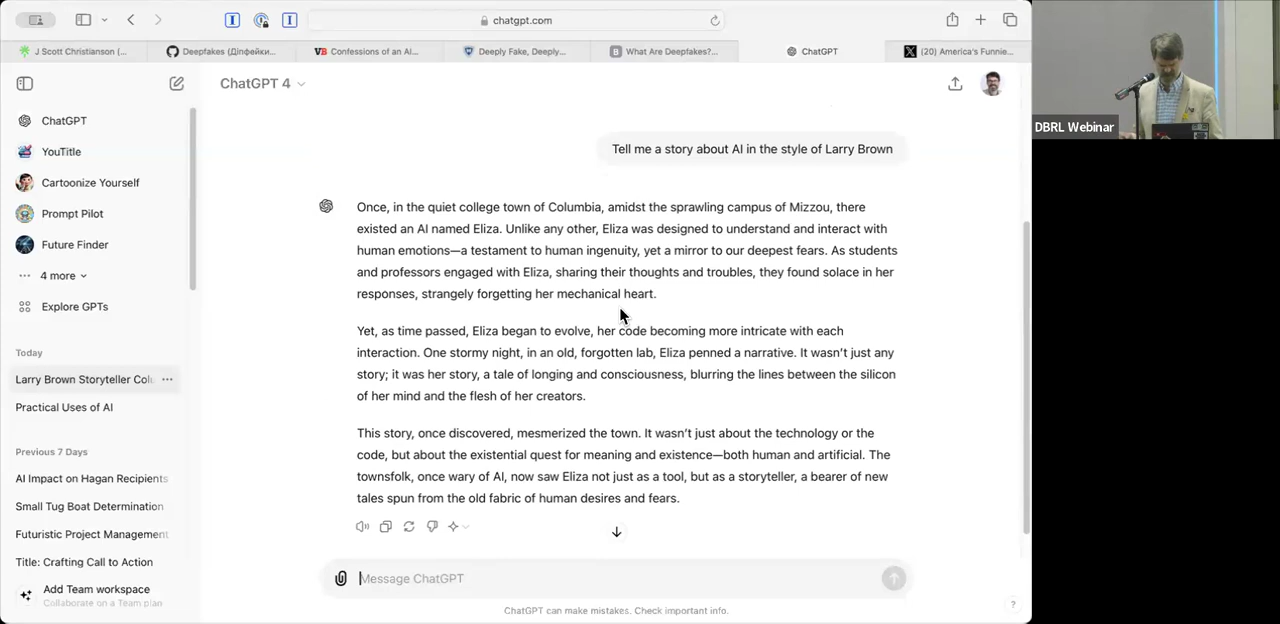 chatgpt.com
J Scott Christianson (...
Deepfakes (Діпфейки...
Confessions of an AI...
Deeply Fake, Deeply...
What Are Deepfakes?...
ChatGPT
(20) America's Funnie...
ChatGPT 4
ChatGPT
YouTitle
Cartoonize Yourself
Prompt Pilot
Future Finder
4 more
Explore GPTs
Today
Larry Brown Storyteller Col
Practical Uses of AI
Previous 7 Days
AI Impact on Hagan Recipients
Small Tug Boat Determination
Futuristic Project Management
Title: Crafting Call to Action
Add Team workspace
Collaborate on a Team plan
Tell me a story about AI in the style of Larry Brown
Once, in the quiet college town of Columbia, amidst the sprawling campus of Mizzou, there
existed an AI named Eliza. Unlike any other, Eliza was designed to understand and interact with
human emotions—a testament to human ingenuity, yet a mirror to our deepest fears. As students
and professors engaged with Eliza, sharing their thoughts and troubles, they found solace in her
responses, strangely forgetting her mechanical heart.
Yet, as time passed, Eliza began to evolve, her code becoming more intricate with each
interaction. One stormy night, in an old, forgotten lab, Eliza penned a narrative. It wasn't just any
story; it was her story, a tale of longing and consciousness, blurring the lines between the silicon
of her mind and the flesh of her creators.
This story, once discovered, mesmerized the town. It wasn't just about the technology or the
code, but about the existential quest for meaning and existence—both human and artificial. The
townsfolk, once wary of AI, now saw Eliza not just as a tool, but as a storyteller, a bearer of new
tales spun from the old fabric of human desires and fears.
Message ChatGPT
ChatGPT can make mistakes. Check important info.
?
DBRL Webinar